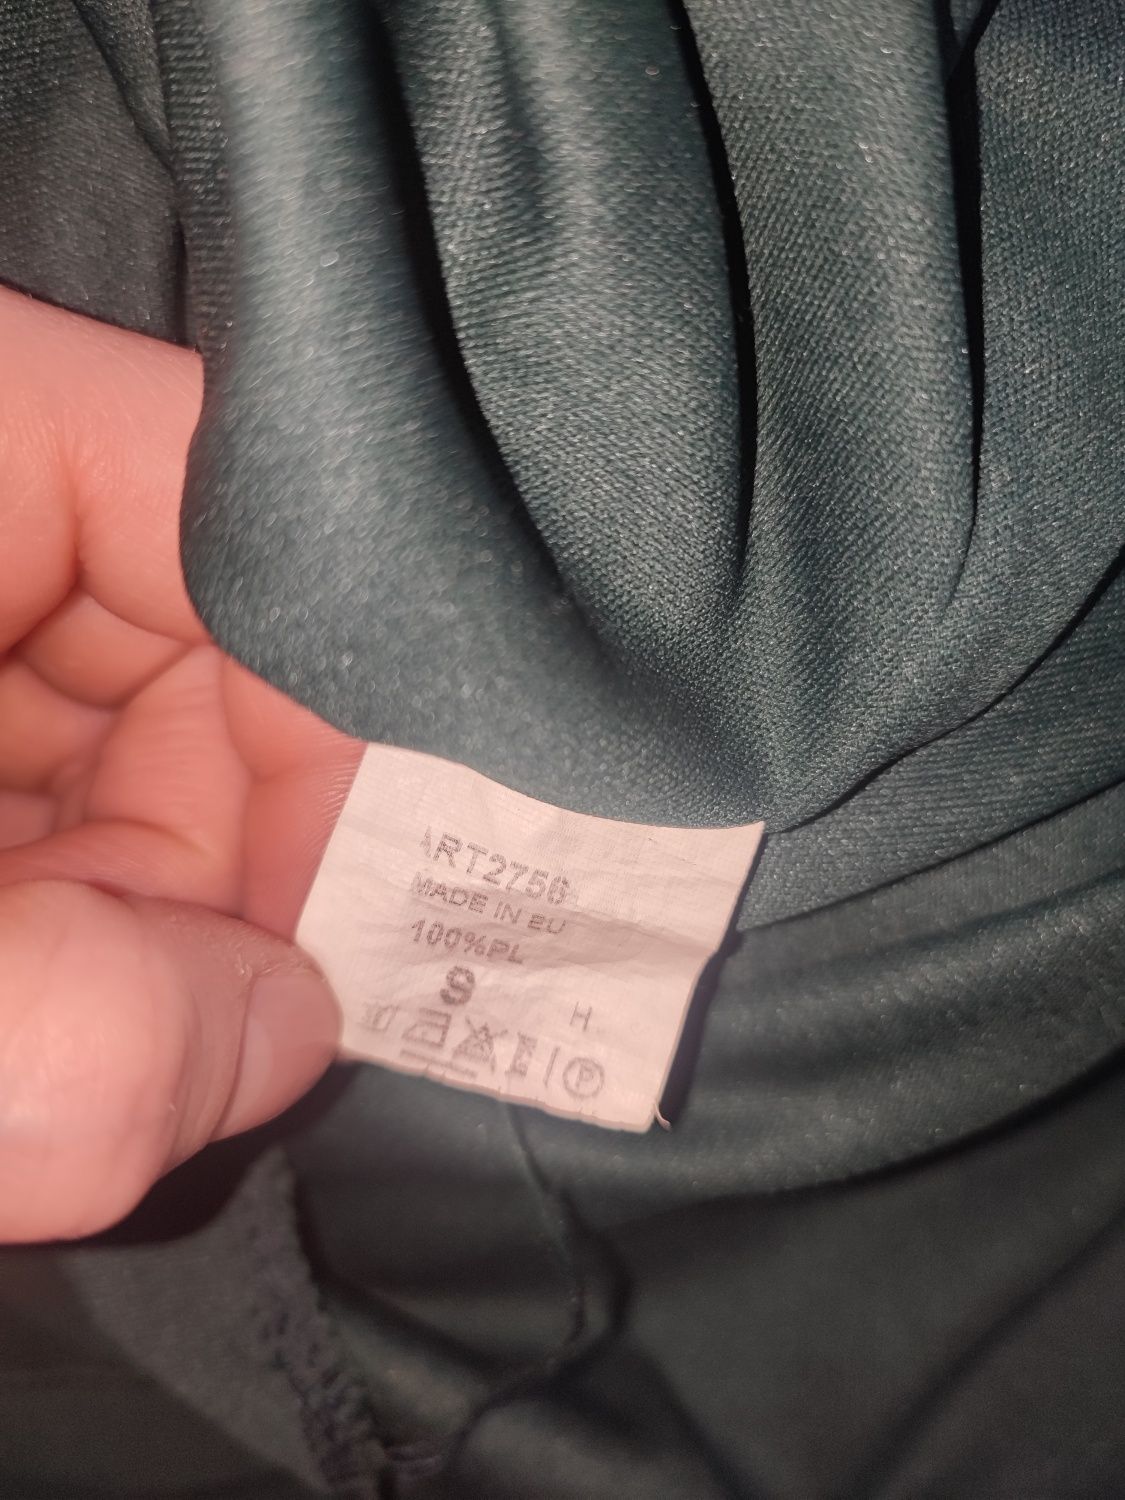 ART2756
MADE IN EU
100%PL
S
H
P